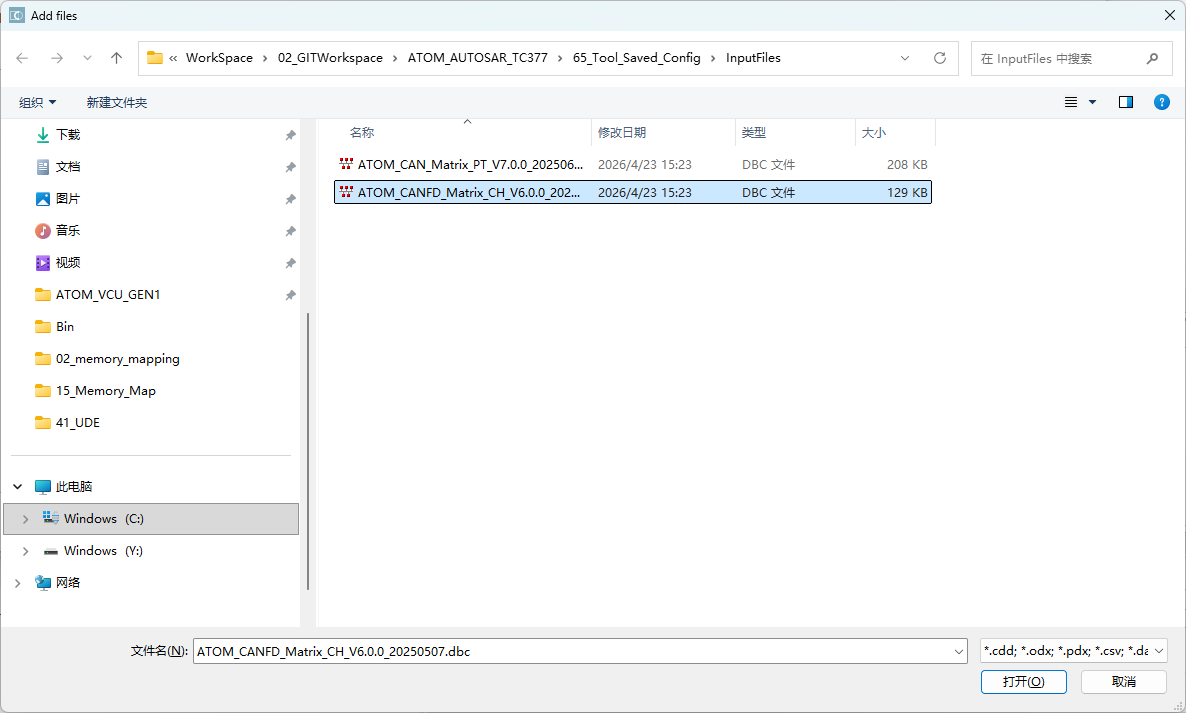 Add files
« WorkSpace › 02_GITWorkspace › ATOM_AUTOSAR_TC377 › 65_Tool_Saved_Config › InputFiles
在 InputFiles 中搜索
组织 新建文件夹
下载
文档
图片
音乐
视频
ATOM_VCU_GEN1
Bin
02_memory_mapping
15_Memory_Map
41_UDE
此电脑
Windows (C:)
Windows (Y:)
网络
名称 修改日期 类型 大小
ATOM_CAN_Matrix_PT_V7.0.0_202506... 2026/4/23 15:23 DBC 文件 208 KB
ATOM_CANFD_Matrix_CH_V6.0.0_202... 2026/4/23 15:23 DBC 文件 129 KB
文件名(N): ATOM_CANFD_Matrix_CH_V6.0.0_20250507.dbc
*.cdd; *.odx; *.pdx; *.csv; *.da
打开(O) 取消